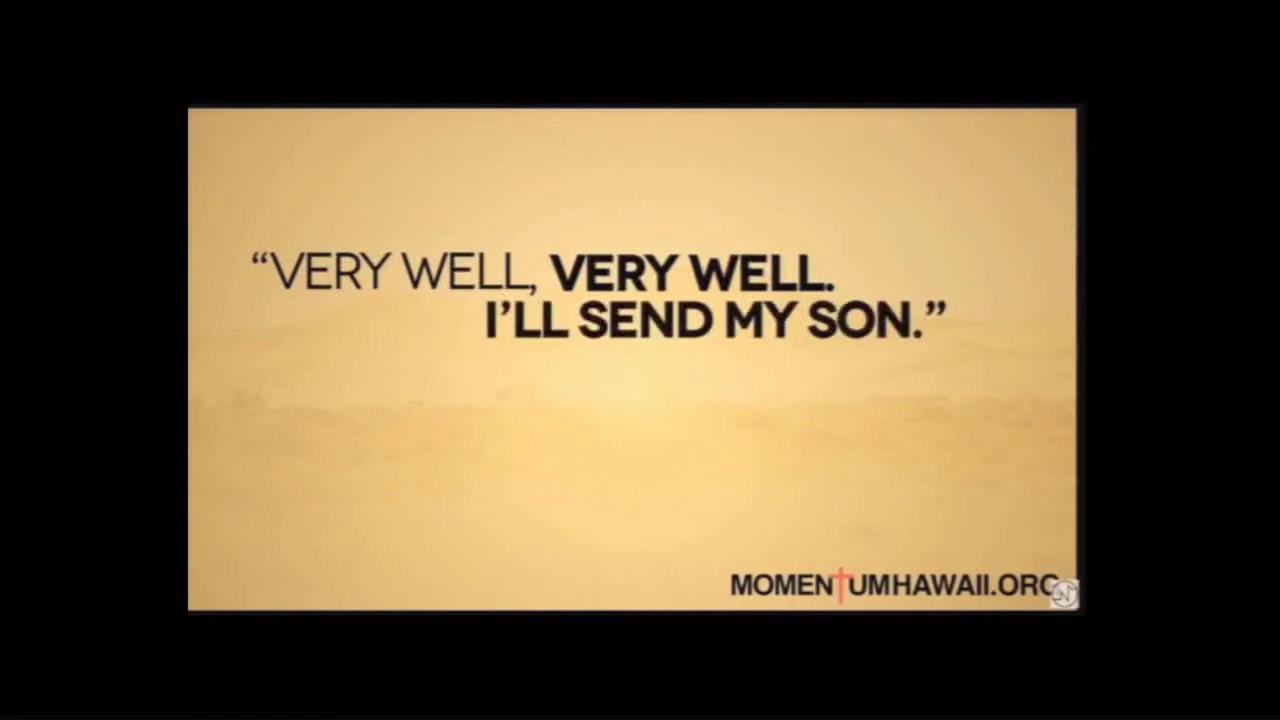 “VERY WELL, VERY WELL.
I’LL SEND MY SON.”
MOMENTUMHAWAII.ORG